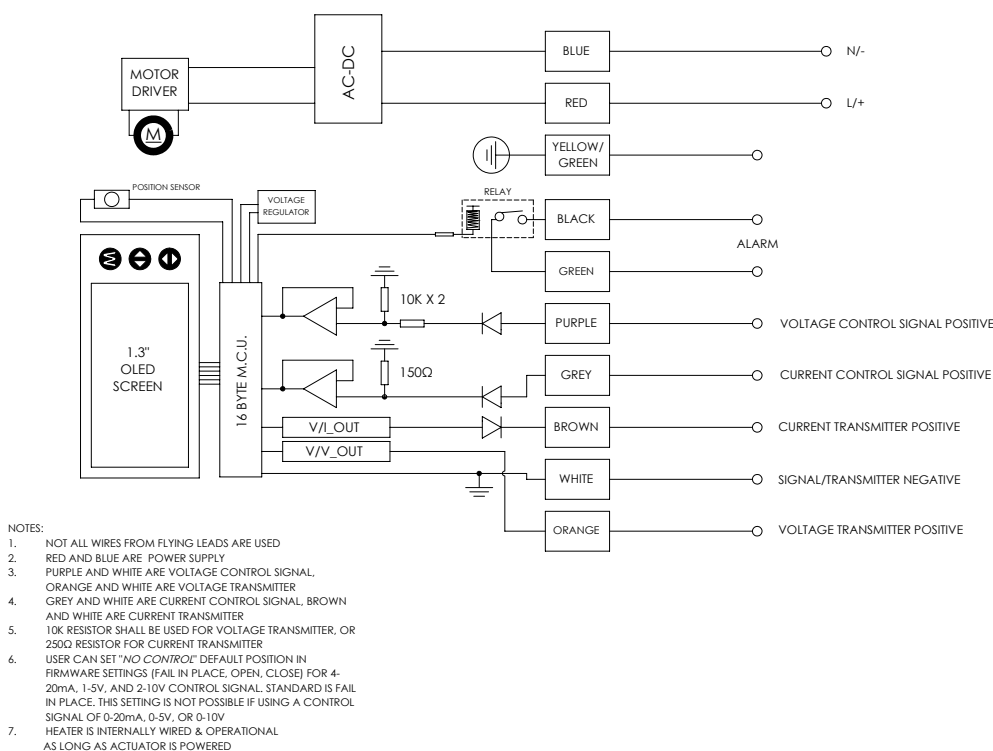 AC-DC
BLUE
N/-
MOTOR
DRIVER
M
RED
L/+
YELLOW/
GREEN
POSITION SENSOR
VOLTAGE
REGULATOR
RELAY
BLACK
ALARM
GREEN
10K X 2
PURPLE
VOLTAGE CONTROL SIGNAL POSITIVE
1.3"
OLED
SCREEN
16 BYTE M.C.U.
150Ω
GREY
CURRENT CONTROL SIGNAL POSITIVE
V/I_OUT
BROWN
CURRENT TRANSMITTER POSITIVE
V/V_OUT
WHITE
SIGNAL/TRANSMITTER NEGATIVE
ORANGE
VOLTAGE TRANSMITTER POSITIVE
NOTES:
1. NOT ALL WIRES FROM FLYING LEADS ARE USED
2. RED AND BLUE ARE POWER SUPPLY
3. PURPLE AND WHITE ARE VOLTAGE CONTROL SIGNAL,
ORANGE AND WHITE ARE VOLTAGE TRANSMITTER
4. GREY AND WHITE ARE CURRENT CONTROL SIGNAL, BROWN
AND WHITE ARE CURRENT TRANSMITTER
5. 10K RESISTOR SHALL BE USED FOR VOLTAGE TRANSMITTER, OR
250Ω RESISTOR FOR CURRENT TRANSMITTER
6. USER CAN SET "NO CONTROL" DEFAULT POSITION IN
FIRMWARE SETTINGS (FAIL IN PLACE, OPEN, CLOSE) FOR 4-
20mA, 1-5V, AND 2-10V CONTROL SIGNAL. STANDARD IS FAIL
IN PLACE. THIS SETTING IS NOT POSSIBLE IF USING A CONTROL
SIGNAL OF 0-20mA, 0-5V, OR 0-10V
7. HEATER IS INTERNALLY WIRED & OPERATIONAL
AS LONG AS ACTUATOR IS POWERED